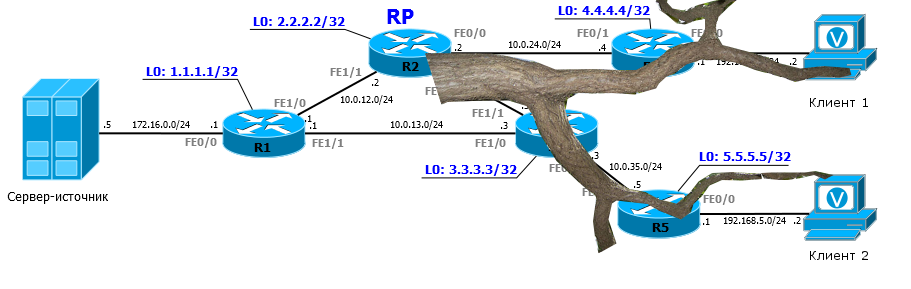 RP
L0: 4.4.4.4/32
L0: 2.2.2.2/32
FE0/0
FE0/1
10.0.24.0/24
.2
.4
R2
L0: 1.1.1.1/32
FE1/1
.2
.1
.2
Клиент 1
10.0.12.0/24
FE1/0
FE1/1
.5
172.16.0.0/24
.1
.1
.1
10.0.13.0/24
.3
FE0/0
R1
FE1/1
FE1/0
L0: 3.3.3.3/32
.3
10.0.35.0/24
L0: 5.5.5.5/32
.5
Сервер-источник
FE0/0
R5
.1
192.168.5.0/24
.2
Клиент 2